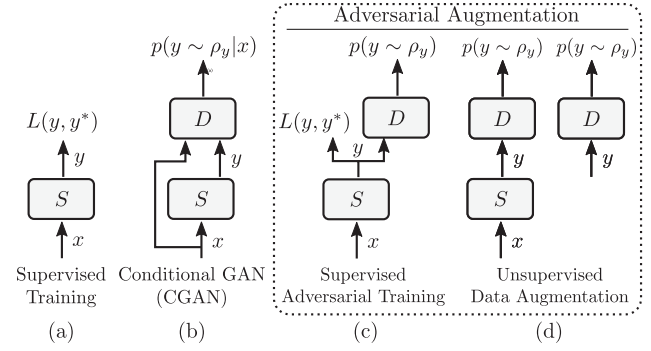 Adversarial Augmentation
p(y ∼ ρ_y|x)
p(y ∼ ρ_y)
p(y ∼ ρ_y)
p(y ∼ ρ_y)
D
D
D
D
L(y, y*)
L(y, y*)
y
y
y
y
y
S
S
S
S
x
x
x
x
Supervised
Training
Conditional GAN
(CGAN)
Supervised
Adversarial Training
Unsupervised
Data Augmentation
(a)
(b)
(c)
(d)